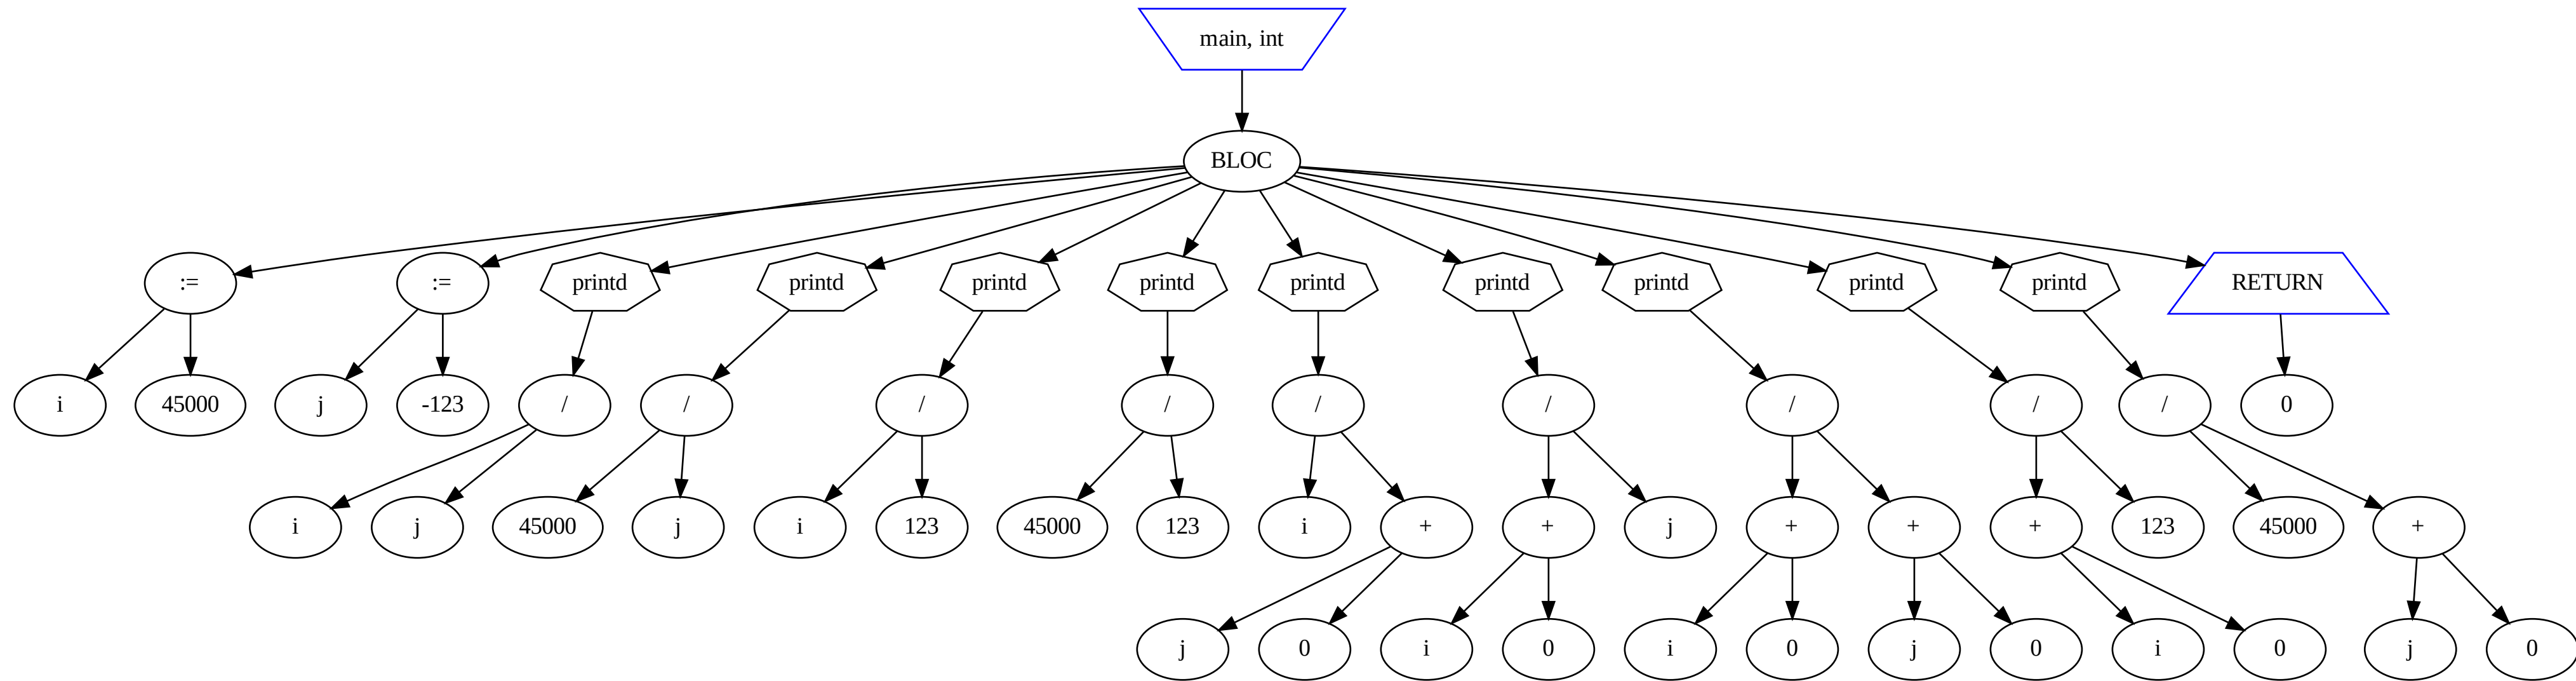 main, int
BLOC
:= := printd printd printd printd printd printd printd printd printd RETURN
i 45000 j -123 / / / / / / / / / 0
i j 45000 j i 123 45000 123 i + + j + + + 123 45000 +
j 0 i 0 i 0 j 0 i 0 j 0